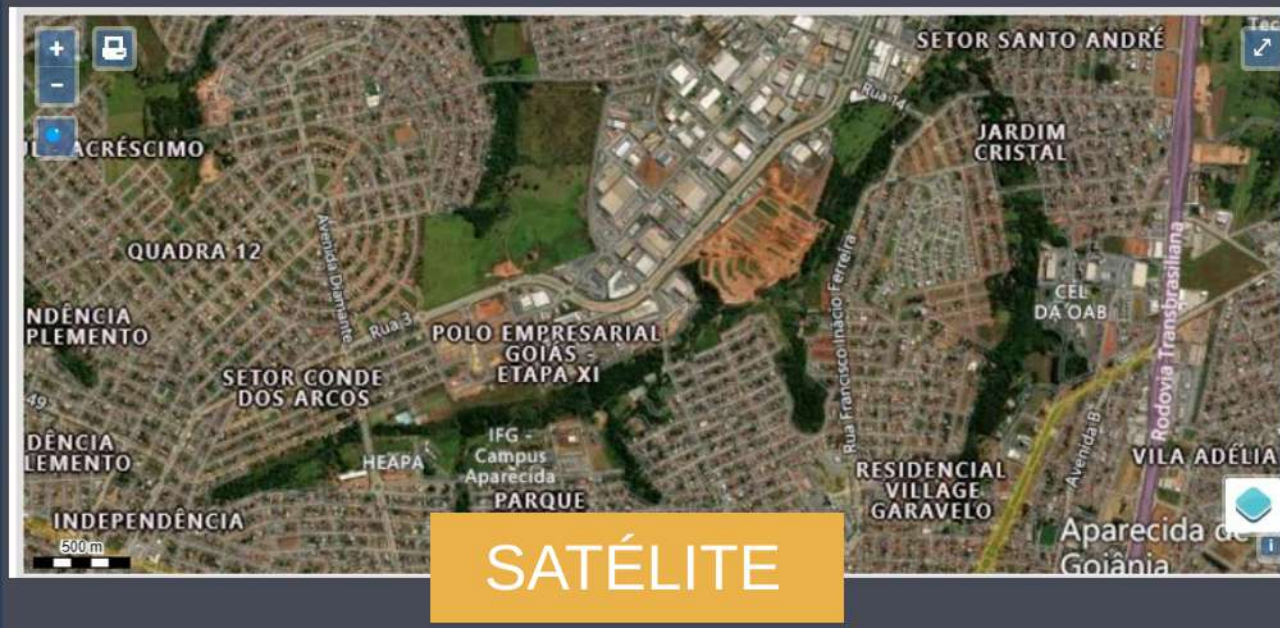 SETOR SANTO ANDRÉ
Rua 14
JARDIM
CRISTAL
ACRÉSCIMO
QUADRA 12
Avenida Diamante
Rua 3
NDÊNCIA
PLEMENTO
POLO EMPRESARIAL
GOIÁS -
ETAPA XI
Rua Francisco Inácio Ferreira
CEL
DA OAB
Rodovia Transbrasiliana
SETOR CONDE
DOS ARCOS
49
DÊNCIA
LEMENTO
HEAPA
IFG -
Campus
Aparecida
PARQUE
Avenida B
VILA ADÉLIA
RESIDENCIAL
VILLAGE
GARAVELO
INDEPENDÊNCIA
500 m
Aparecida de
Goiânia
SATÉLITE